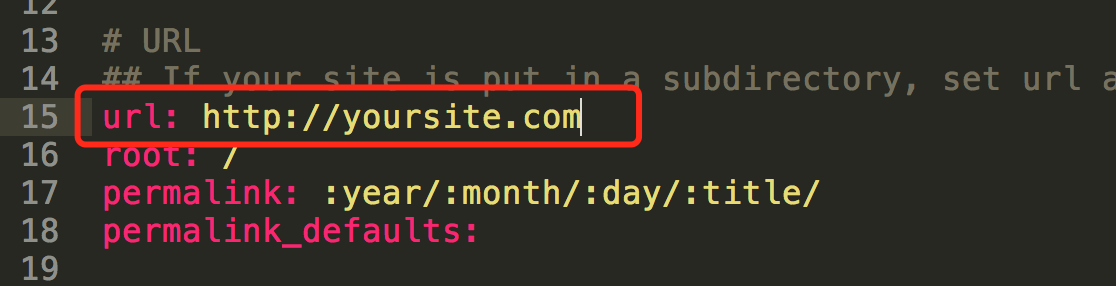 12
13 # URL
14 ## If your site is put in a subdirectory, set url a
15 url: http://yoursite.com
16 root: /
17 permalink: :year/:month/:day/:title/
18 permalink_defaults:
19